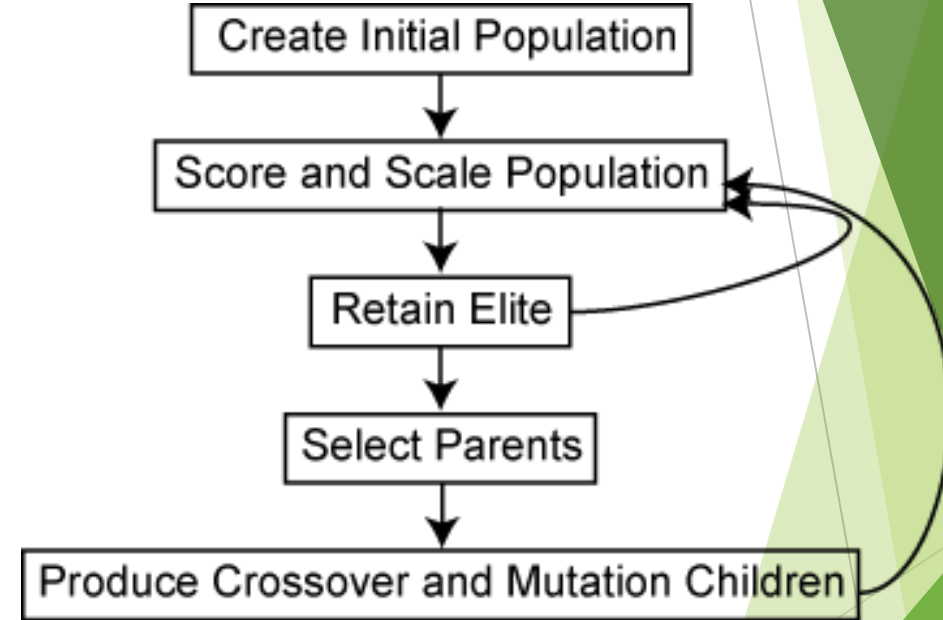 Create Initial Population
Score and Scale Population
Retain Elite
Select Parents
Produce Crossover and Mutation Children